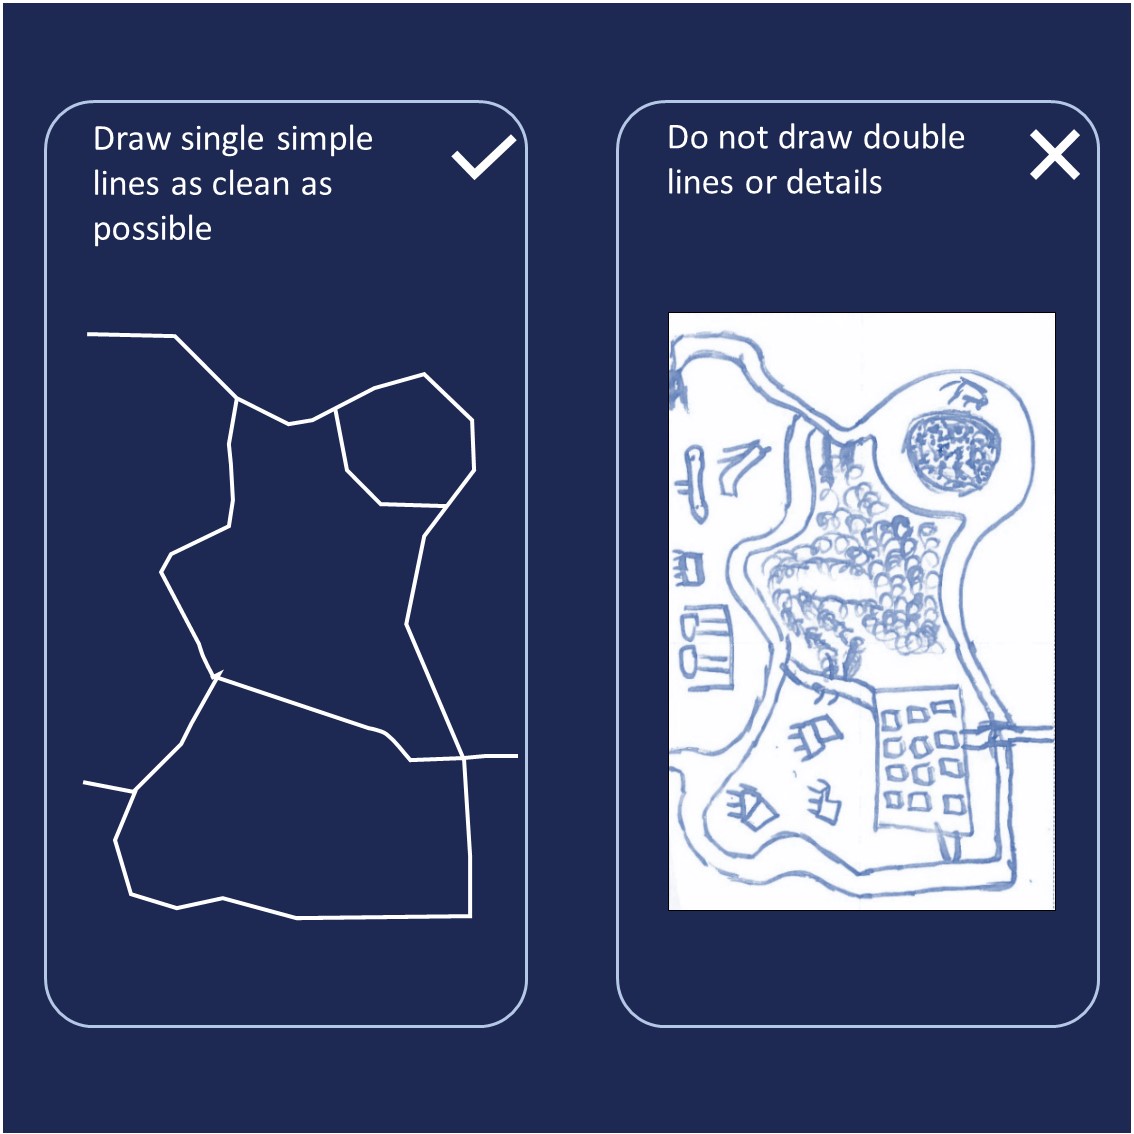 Draw single simple
lines as clean as
possible
Do not draw double
lines or details